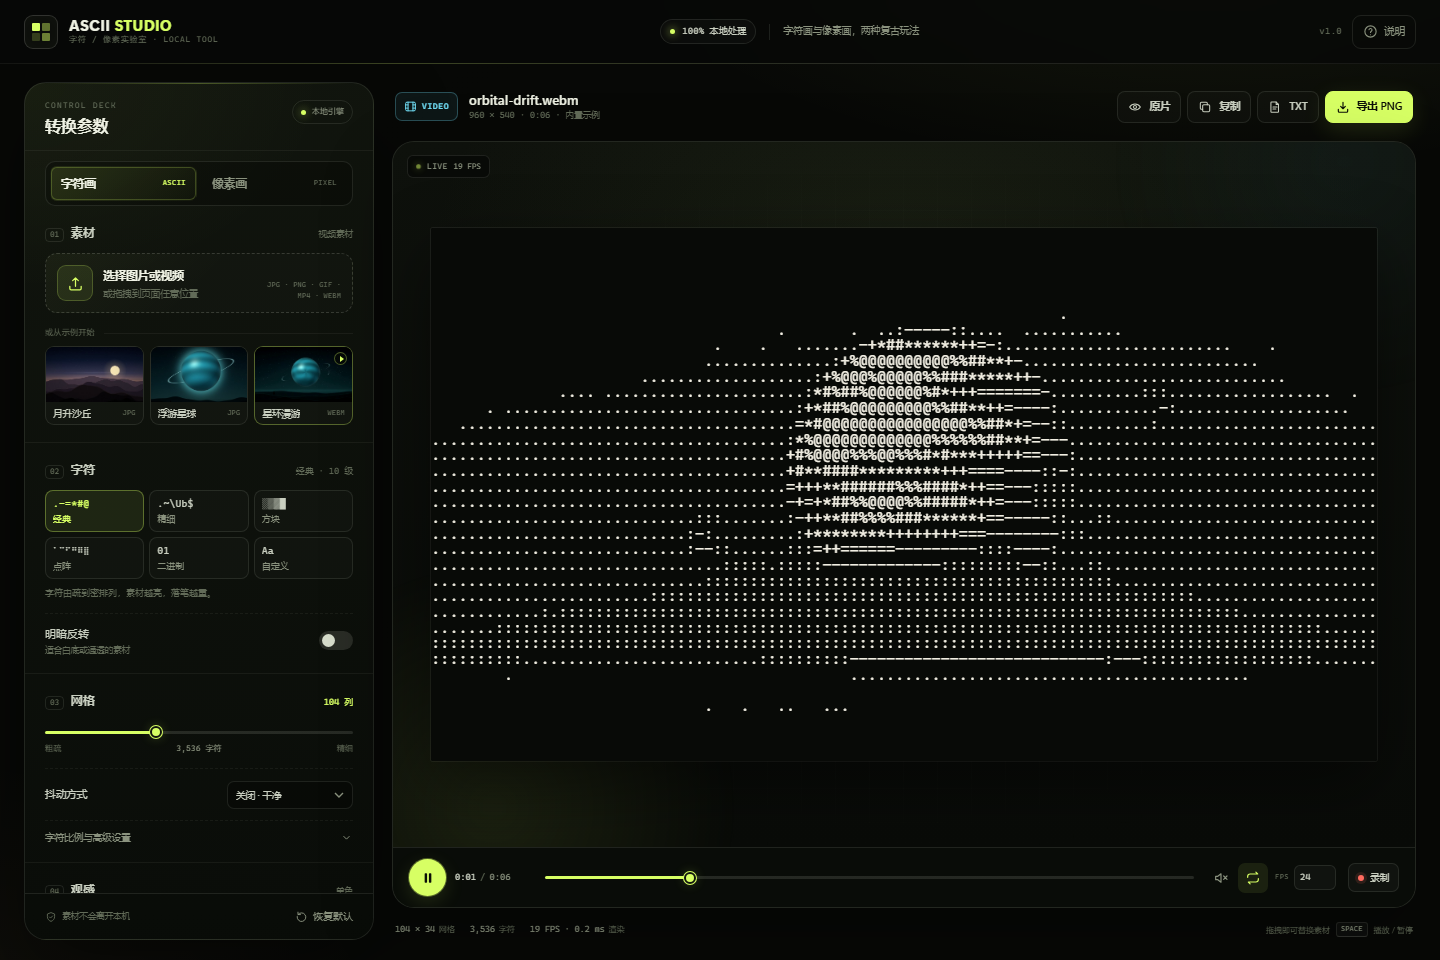 ASCII STUDIO
字符 / 像素实验室 · LOCAL TOOL
100% 本地处理
字符画与像素画，两种复古玩法
v1.0
说明
CONTROL DECK
转换参数
本地引擎
字符画 ASCII
像素画 PIXEL
01 素材
视频素材
选择图片或视频
或拖拽到页面任意位置
JPG · PNG · GIF ·
MP4 · WEBM
或从示例开始
月升沙丘 JPG
浮游星球 JPG
星环漫游 WEBM
02 字符
经典 · 10 级
.-=+#@
经典
.~\Ub$
精细
方块
点阵
01
二进制
Aa
自定义
字符由疏到密排列，素材越亮，落笔越重。
明暗反转
适合白底或通透的素材
03 网格
104 列
粗疏
3,536 字符
精细
抖动方式
关闭 · 干净
字符比例与高级设置
04 观感
单色
素材不会离开本机
恢复默认
VIDEO
orbital-drift.webm
960 × 540 · 0:06 · 内置示例
原片
复制
TXT
导出 PNG
LIVE 19 FPS
0:01 / 0:06
FPS 24
录制
104 × 34 网格
3,536 字符
19 FPS · 0.2 ms 渲染
拖拽即可替换素材 SPACE 播放 / 暂停